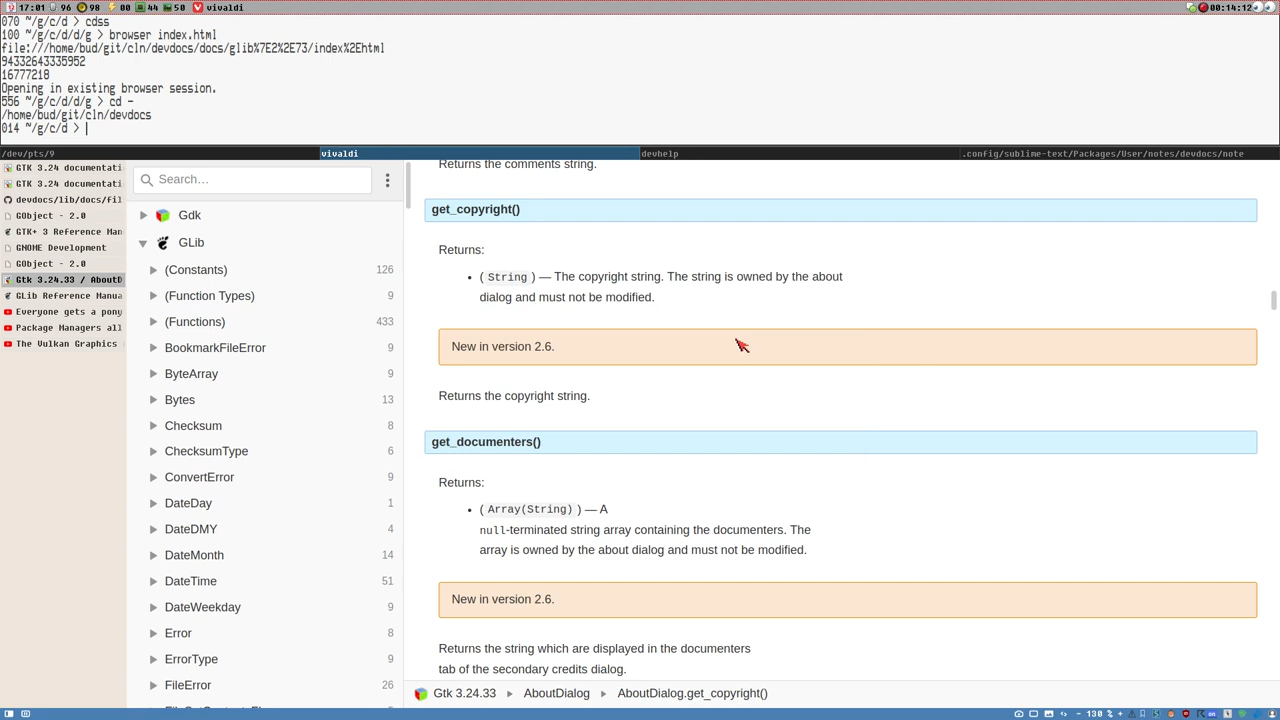 17:01 96 98 00 44 50 vivaldi 00:14:12
070 ~/g/c/d > cdss
100 ~/g/c/d/d/g > browser index.html
file:///home/bud/git/cln/devdocs/docs/glib%7E2%2E73/index%2Ehtml
94332643335952
16777218
Opening in existing browser session.
556 ~/g/c/d/d/g > cd -
/home/bud/git/cln/devdocs
014 ~/g/c/d >
/dev/pts/9 vivaldi devhelp .config/sublime-text/Packages/User/notes/devdocs/note
GTK 3.24 documentati
GTK 3.24 documentati
devdocs/lib/docs/fil
GObject - 2.0
GTK+ 3 Reference Man
GNOME Development
GObject - 2.0
Gtk 3.24.33 / AboutD
GLib Reference Manua
Everyone gets a pony
Package Managers all
The Vulkan Graphics
Search…
Gdk
GLib
(Constants) 126
(Function Types) 9
(Functions) 433
BookmarkFileError 9
ByteArray 9
Bytes 13
Checksum 8
ChecksumType 6
ConvertError 9
DateDay 1
DateDMY 4
DateMonth 14
DateTime 51
DateWeekday 9
Error 8
ErrorType 9
FileError 26
Returns the comments string.
get_copyright()
Returns:
• ( String ) — The copyright string. The string is owned by the about
dialog and must not be modified.
New in version 2.6.
Returns the copyright string.
get_documenters()
Returns:
• ( Array(String) ) — A
null-terminated string array containing the documenters. The
array is owned by the about dialog and must not be modified.
New in version 2.6.
Returns the string which are displayed in the documenters
tab of the secondary credits dialog.
Gtk 3.24.33 AboutDialog AboutDialog.get_copyright()
- 130 % +